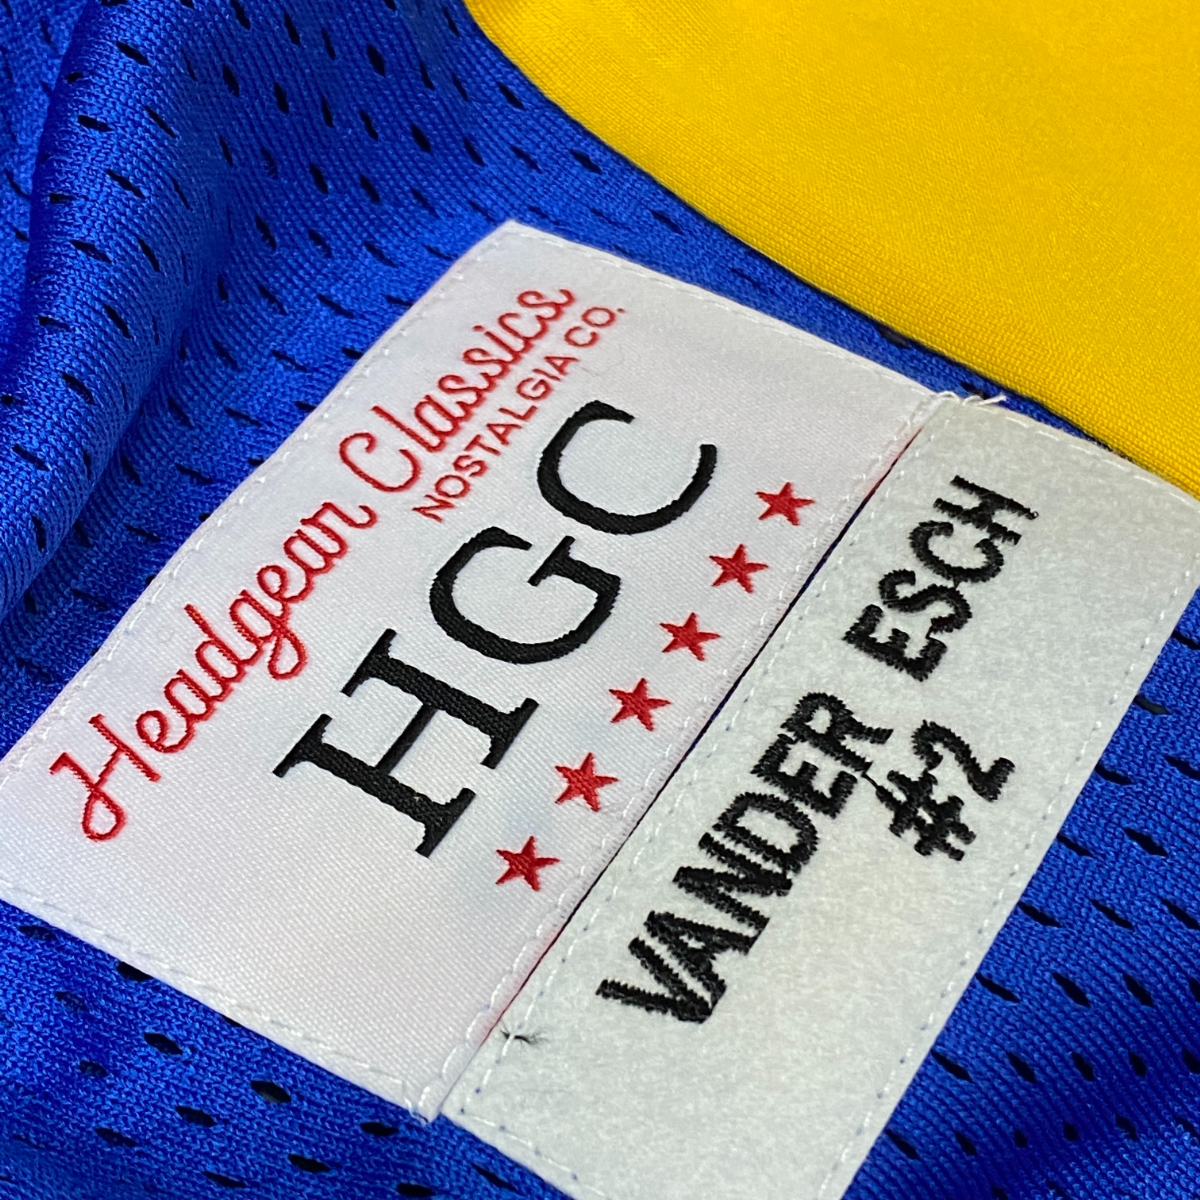 Headgear Classics
NOSTALGIA CO.
HGC
VANDER ESCH
#2